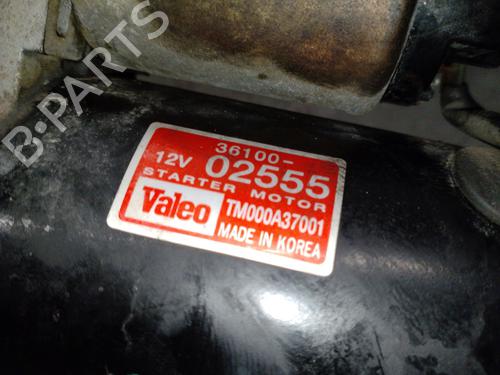 B-PARTS
36100-
12V 02555
STARTER MOTOR
Valeo TM000A37001
MADE IN KOREA